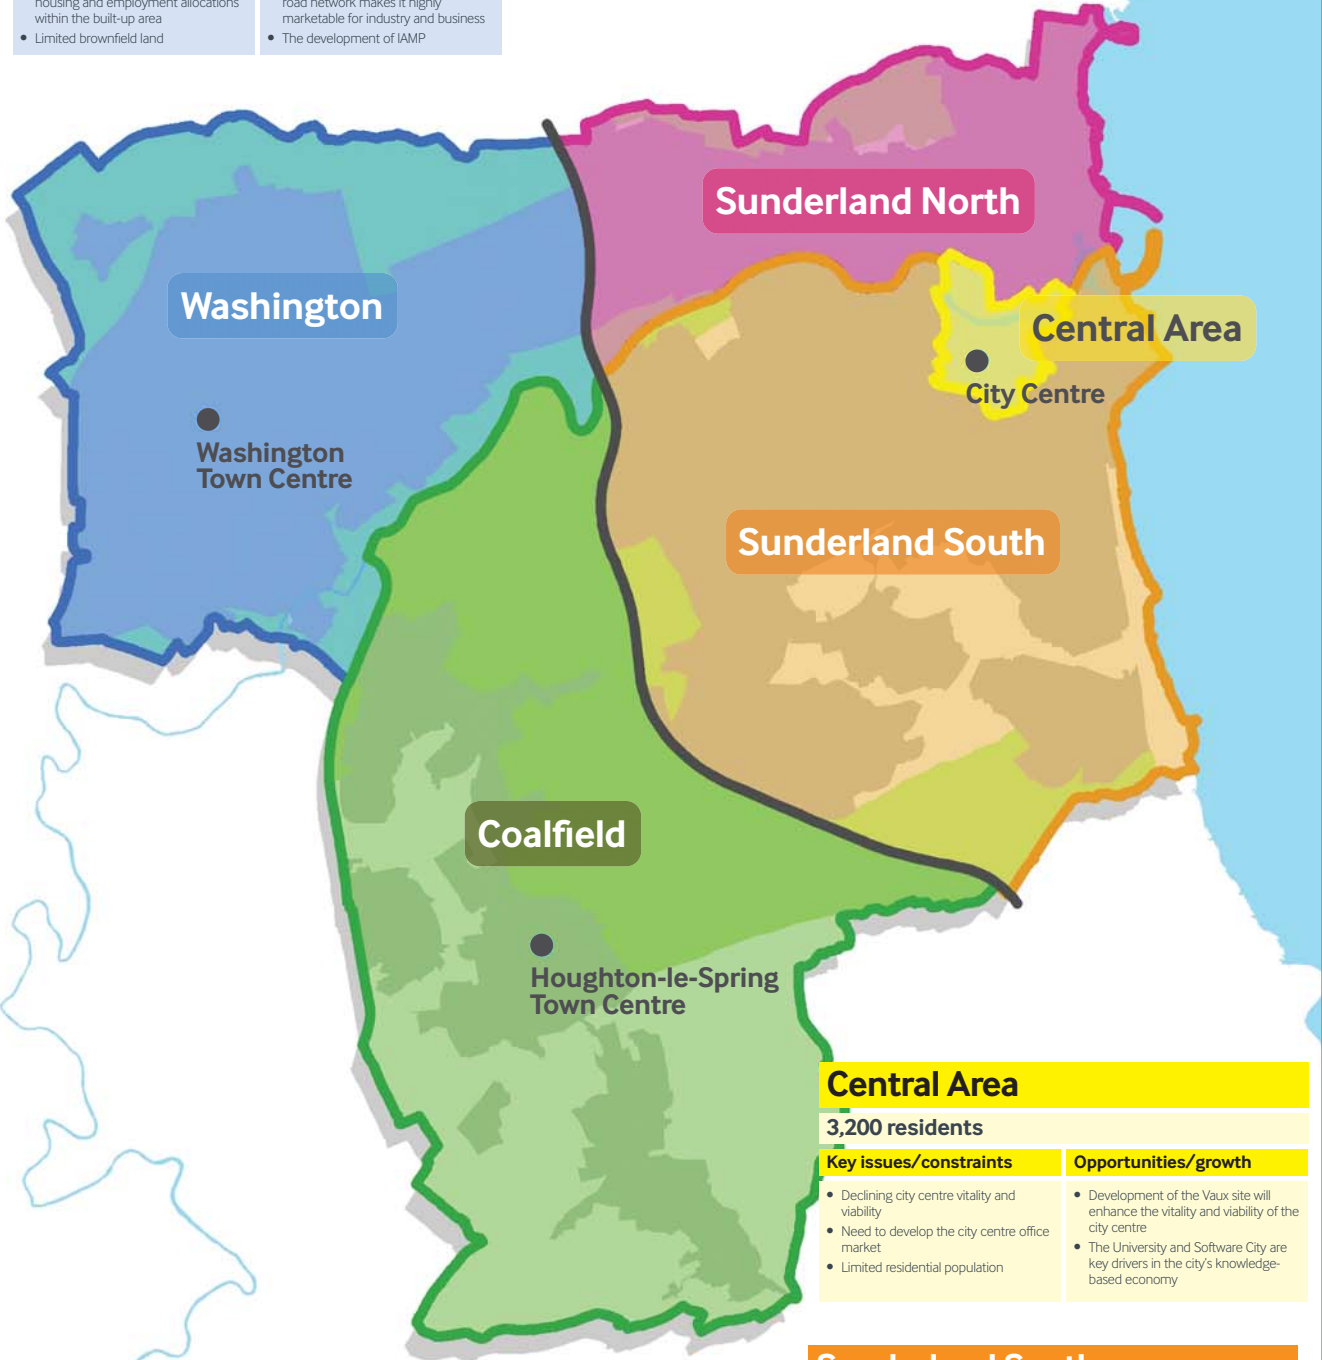 housing and employment allocations
within the built-up area
• Limited brownfield land
road network makes it highly
marketable for industry and business
• The development of IAMP
Sunderland North
Washington
Central Area
City Centre
Washington
Town Centre
Sunderland South
Coalfield
Houghton-le-Spring
Town Centre
Central Area
3,200 residents
Key issues/constraints
• Declining city centre vitality and
viability
• Need to develop the city centre office
market
• Limited residential population
Opportunities/growth
• Development of the Vaux site will
enhance the vitality and viability of the
city centre
• The University and Software City are
key drivers in the city's knowledge-
based economy
Sunderland South